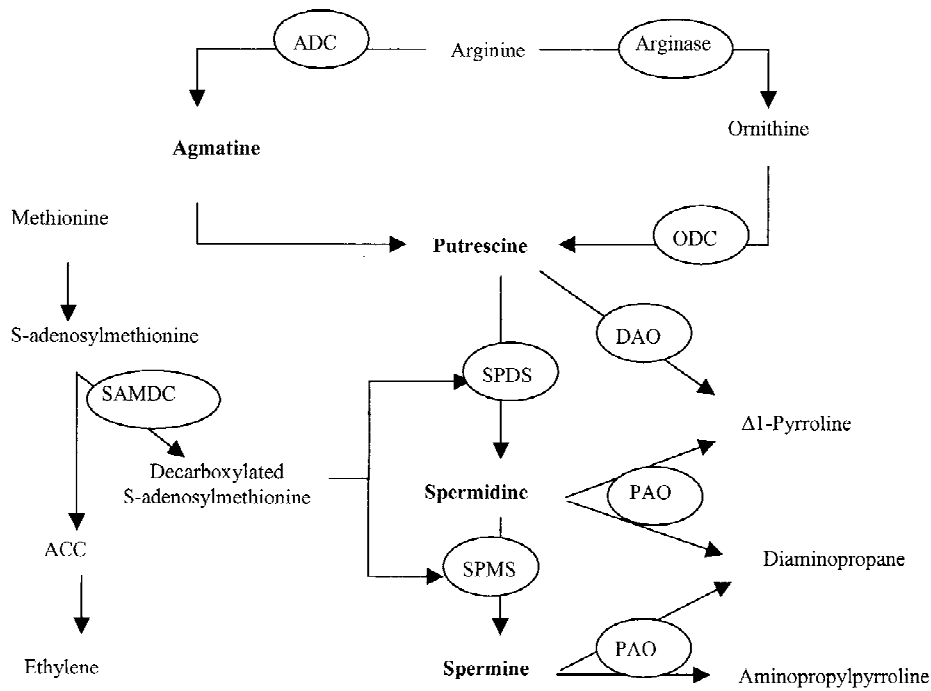 ADC
Arginine
Arginase
Ornithine
Agmatine
Methionine
Putrescine
ODC
S-adenosylmethionine
DAO
SPDS
SAMDC
Δ1-Pyrroline
Decarboxylated
S-adenosylmethionine
Spermidine
PAO
ACC
SPMS
Diaminopropane
Ethylene
Spermine
PAO
Aminopropylpyrroline